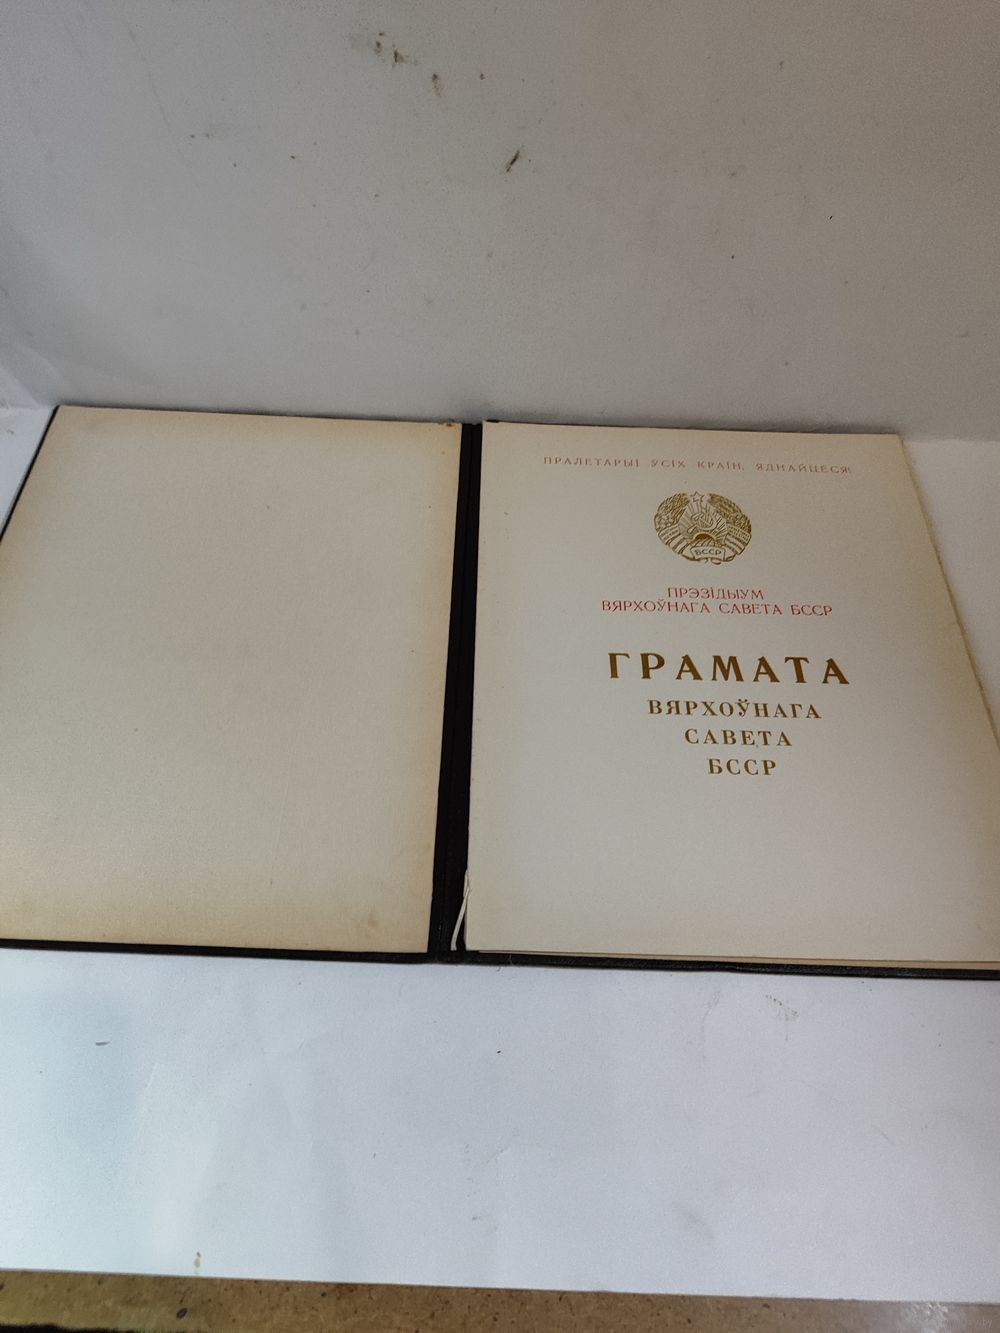 ПРАЛЕТАРЫІ ЎСІХ КРАІН, ЯДНАЙЦЕСЯ!
БССР
ПРЭЗІДЫУМ
ВЯРХОЎНАГА САВЕТА БССР
ГРАМАТА
ВЯРХОЎНАГА
САВЕТА
БССР